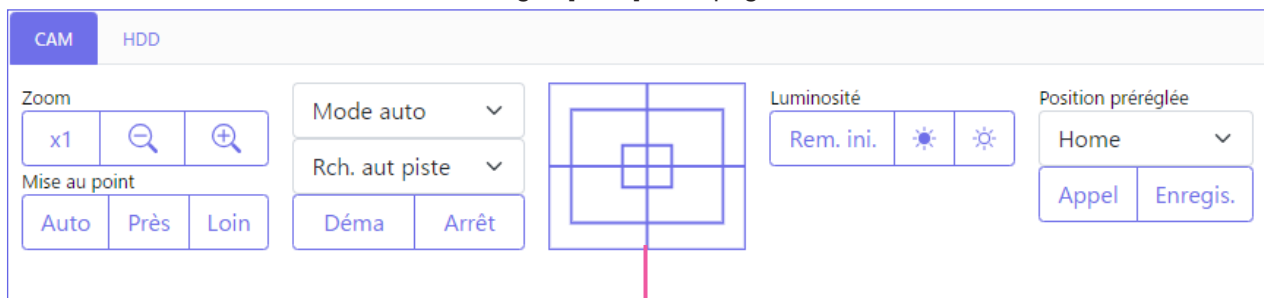 CAM HDD
Zoom
x1
Mise au point
Auto Près Loin
Mode auto
Rch. aut piste
Déma Arrêt
Luminosité
Rem. ini.
Position préréglée
Home
Appel Enregis.